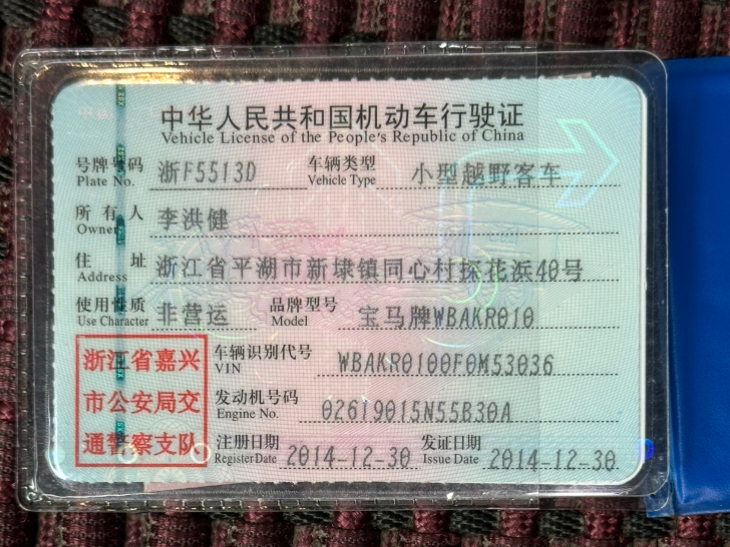 中华人民共和国机动车行驶证
Vehicle License of the People's Republic of China
号牌号码 浙F5513D 车辆类型 小型越野客车
Plate No. Vehicle Type
所有人 李洪健
Owner
住址 浙江省平湖市新埭镇同心村探花浜40号
Address
使用性质 非营运 品牌型号 宝马牌WBAKR010
Use Character Model
浙江省嘉兴
市公安局交
通警察支队
车辆识别代号 WBAKR0100F0M53036
VIN
发动机号码 02619015N55B30A
Engine No.
注册日期 2014-12-30 发证日期 2014-12-30
Register Date Issue Date